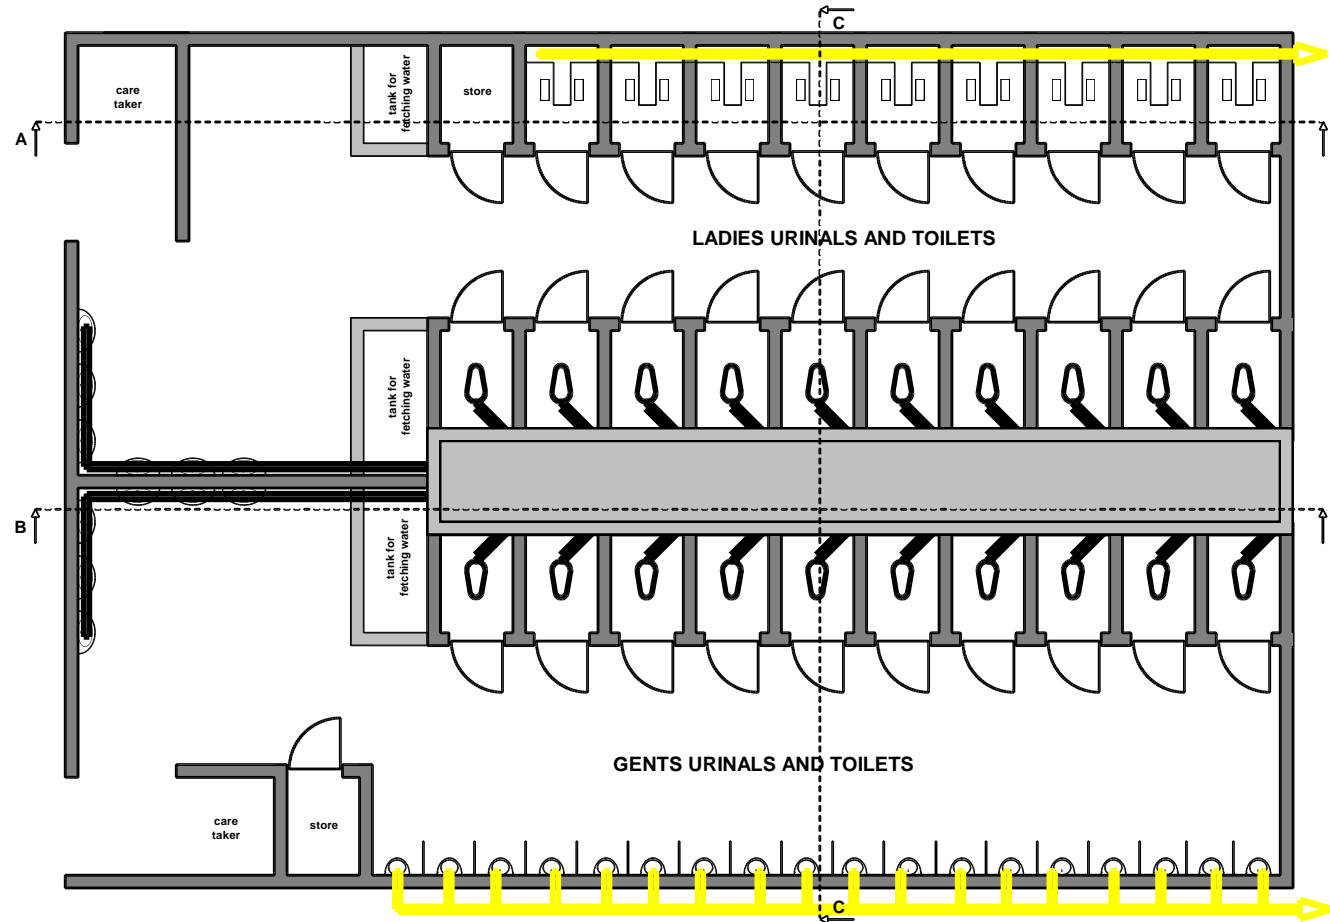 C
care
taker
tank for
fetching water
store
A
LADIES URINALS AND TOILETS
tank for
fetching water
B
tank for
fetching water
GENTS URINALS AND TOILETS
care
taker
store
C